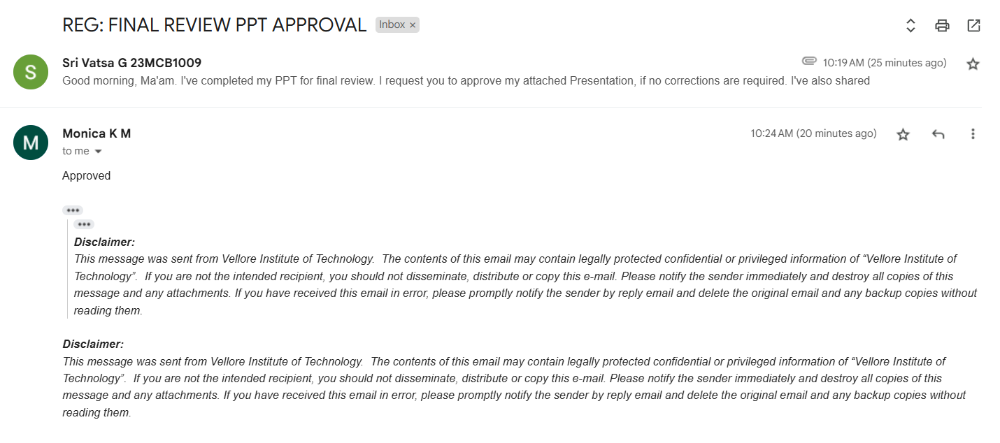 REG: FINAL REVIEW PPT APPROVAL Inbox ×
Sri Vatsa G 23MCB1009 10:19 AM (25 minutes ago)
Good morning, Ma'am. I've completed my PPT for final review. I request you to approve my attached Presentation, if no corrections are required. I've also shared
S
Monica K M 10:24 AM (20 minutes ago)
M
to me
Approved
Disclaimer:
This message was sent from Vellore Institute of Technology.  The contents of this email may contain legally protected confidential or privileged information of “Vellore Institute of
Technology”.  If you are not the intended recipient, you should not disseminate, distribute or copy this e-mail. Please notify the sender immediately and destroy all copies of this
message and any attachments. If you have received this email in error, please promptly notify the sender by reply email and delete the original email and any backup copies without
reading them.
Disclaimer:
This message was sent from Vellore Institute of Technology.  The contents of this email may contain legally protected confidential or privileged information of “Vellore Institute of
Technology”.  If you are not the intended recipient, you should not disseminate, distribute or copy this e-mail. Please notify the sender immediately and destroy all copies of this
message and any attachments. If you have received this email in error, please promptly notify the sender by reply email and delete the original email and any backup copies without
reading them.